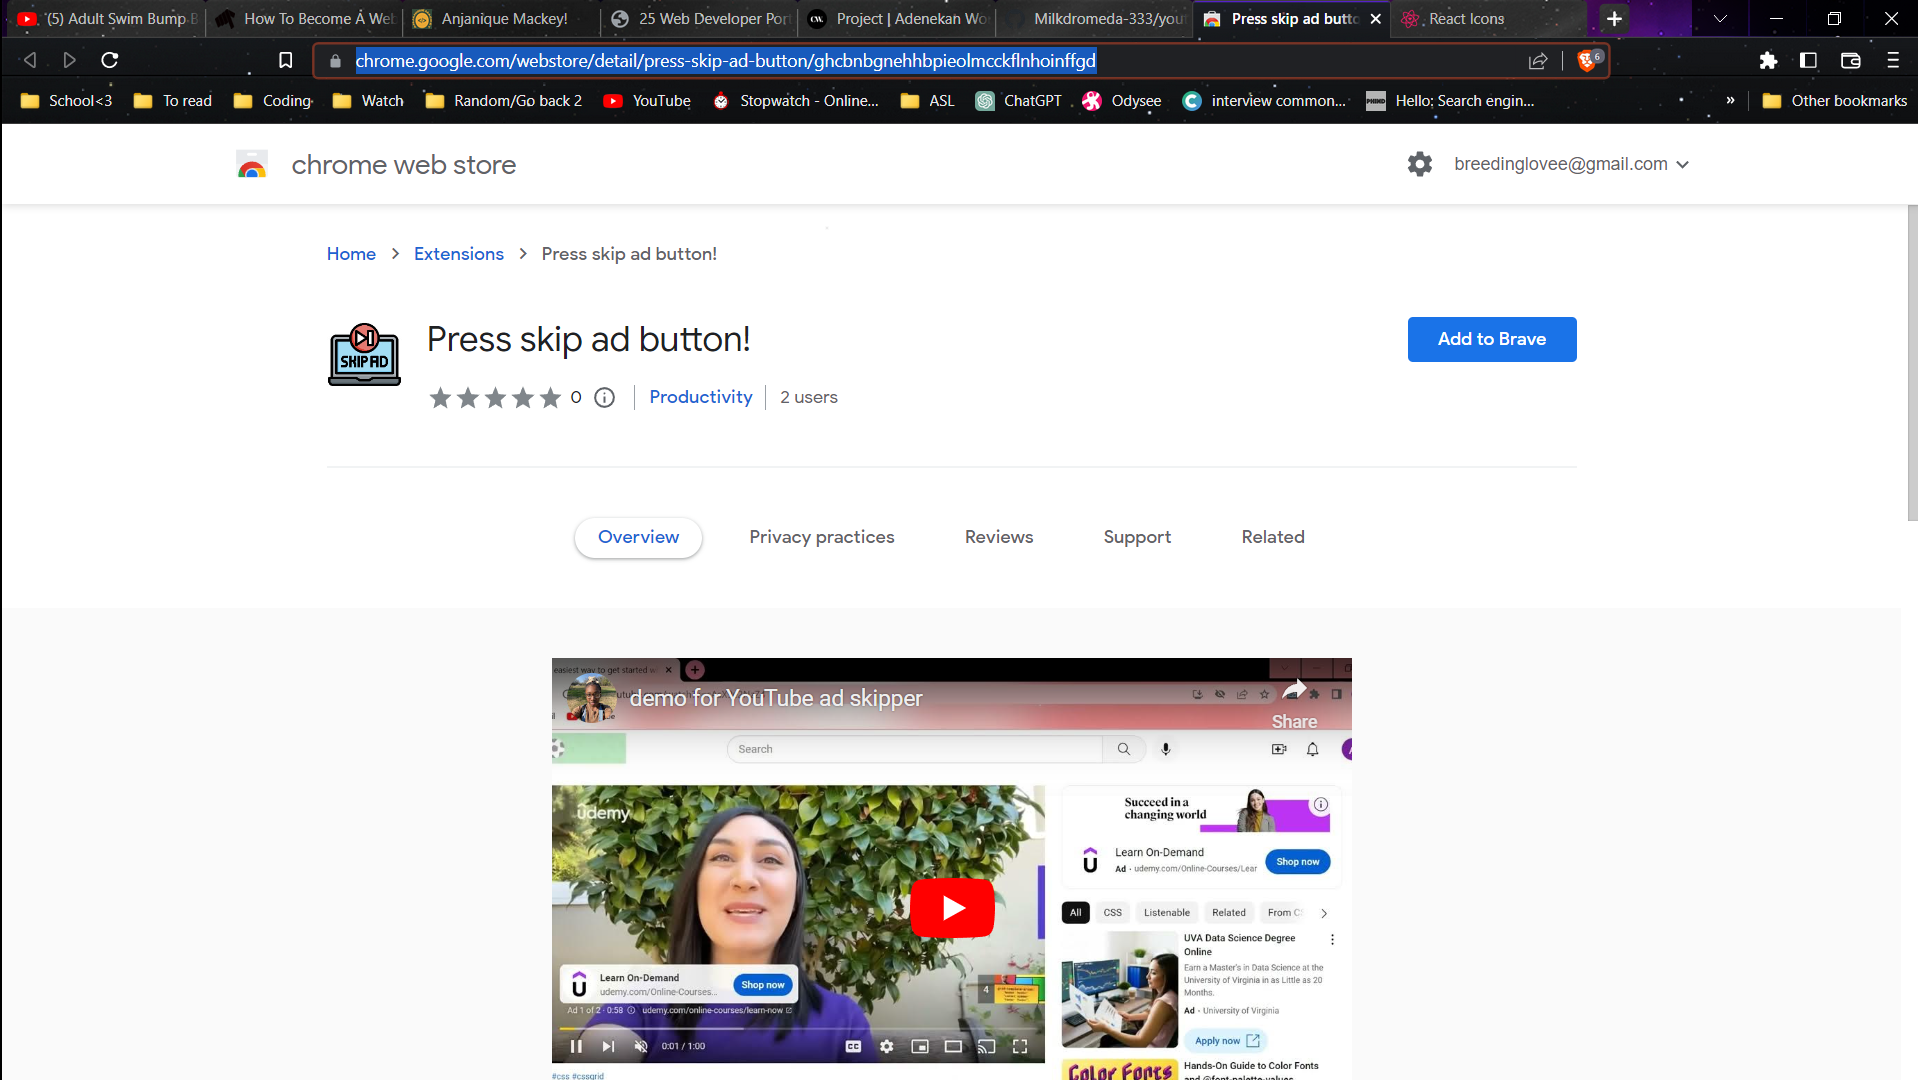 (5) Adult Swim Bump B
How To Become A Web
Anjanique Mackey!
25 Web Developer Port
Project | Adenekan Wo
Milkdromeda-333/yout
Press skip ad butto
React Icons
chrome.google.com/webstore/detail/press-skip-ad-button/ghcbnbgnehhbpieolmcckflnhoinffgd
6
School<3
To read
Coding
Watch
Random/Go back 2
YouTube
Stopwatch - Online...
ASL
ChatGPT
Odysee
interview common...
PHIND
Hello; Search engin...
»
Other bookmarks
chrome web store
breedinglovee@gmail.com
Home > Extensions > Press skip ad button!
SKIP AD
Press skip ad button!
Add to Brave
0
Productivity
2 users
Overview
Privacy practices
Reviews
Support
Related
easiest way to get started
demo for YouTube ad skipper
Share
Search
udemy
Succeed in a
changing world
Learn On-Demand
Ad · udemy.com/Online-Courses/Lear
Shop now
All
CSS
Listenable
Related
From CS
UVA Data Science Degree
Online
Earn a Master's in Data Science at the
University of Virginia in as Little as 20
Months.
Ad · University of Virginia
Apply now
Learn On-Demand
udemy.com/Online-Courses...
Shop now
4
Ad 1 of 2 · 0:58
udemy.com/online-courses/learn-now
0:01 / 1:00
CC
#css #cssgrid
Color Fonts
Hands-On Guide to Color Fonts
and @font-palette-values